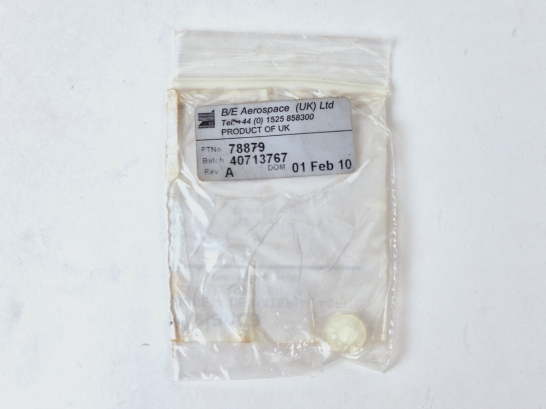 B/E Aerospace (UK) Ltd
Tel: +44 (0) 1525 858300
PRODUCT OF UK
PTNo 78879
Batch 40713767
Rev A DOM 01 Feb 10